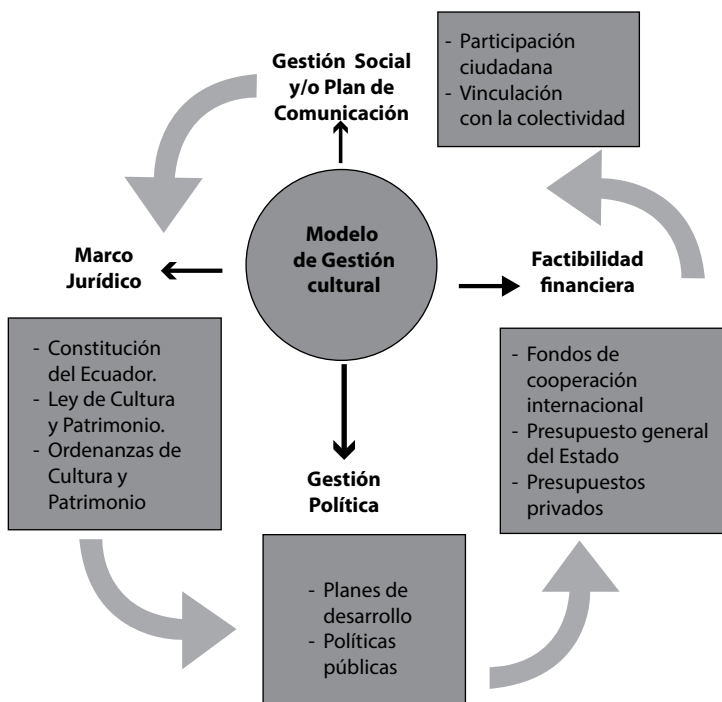 Gestión Social
y/o Plan de
Comunicación
- Participación
ciudadana
- Vinculación
con la colectividad
Modelo
de Gestión
cultural
Marco
Jurídico
Factibilidad
financiera
- Constitución
del Ecuador.
- Ley de Cultura
y Patrimonio.
- Ordenanzas de
Cultura y
Patrimonio
- Fondos de
cooperación
internacional
- Presupuesto general
del Estado
- Presupuestos
privados
Gestión
Política
- Planes de
desarrollo
- Políticas
públicas